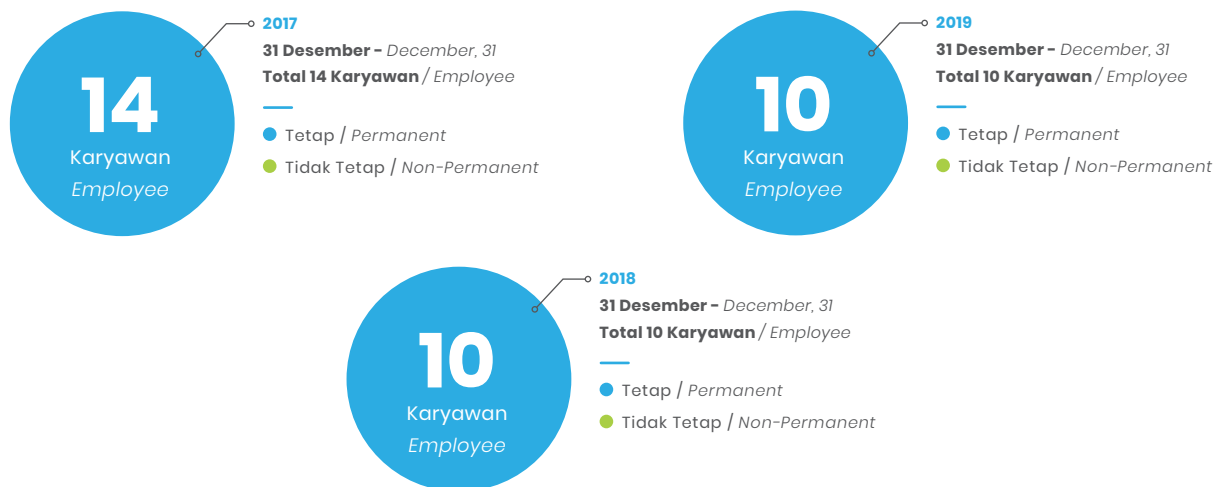 14
Karyawan
Employee
2017
31 Desember - December, 31
Total 14 Karyawan / Employee
Tetap / Permanent
Tidak Tetap / Non-Permanent
10
Karyawan
Employee
2019
31 Desember - December, 31
Total 10 Karyawan / Employee
Tetap / Permanent
Tidak Tetap / Non-Permanent
10
Karyawan
Employee
2018
31 Desember - December, 31
Total 10 Karyawan / Employee
Tetap / Permanent
Tidak Tetap / Non-Permanent